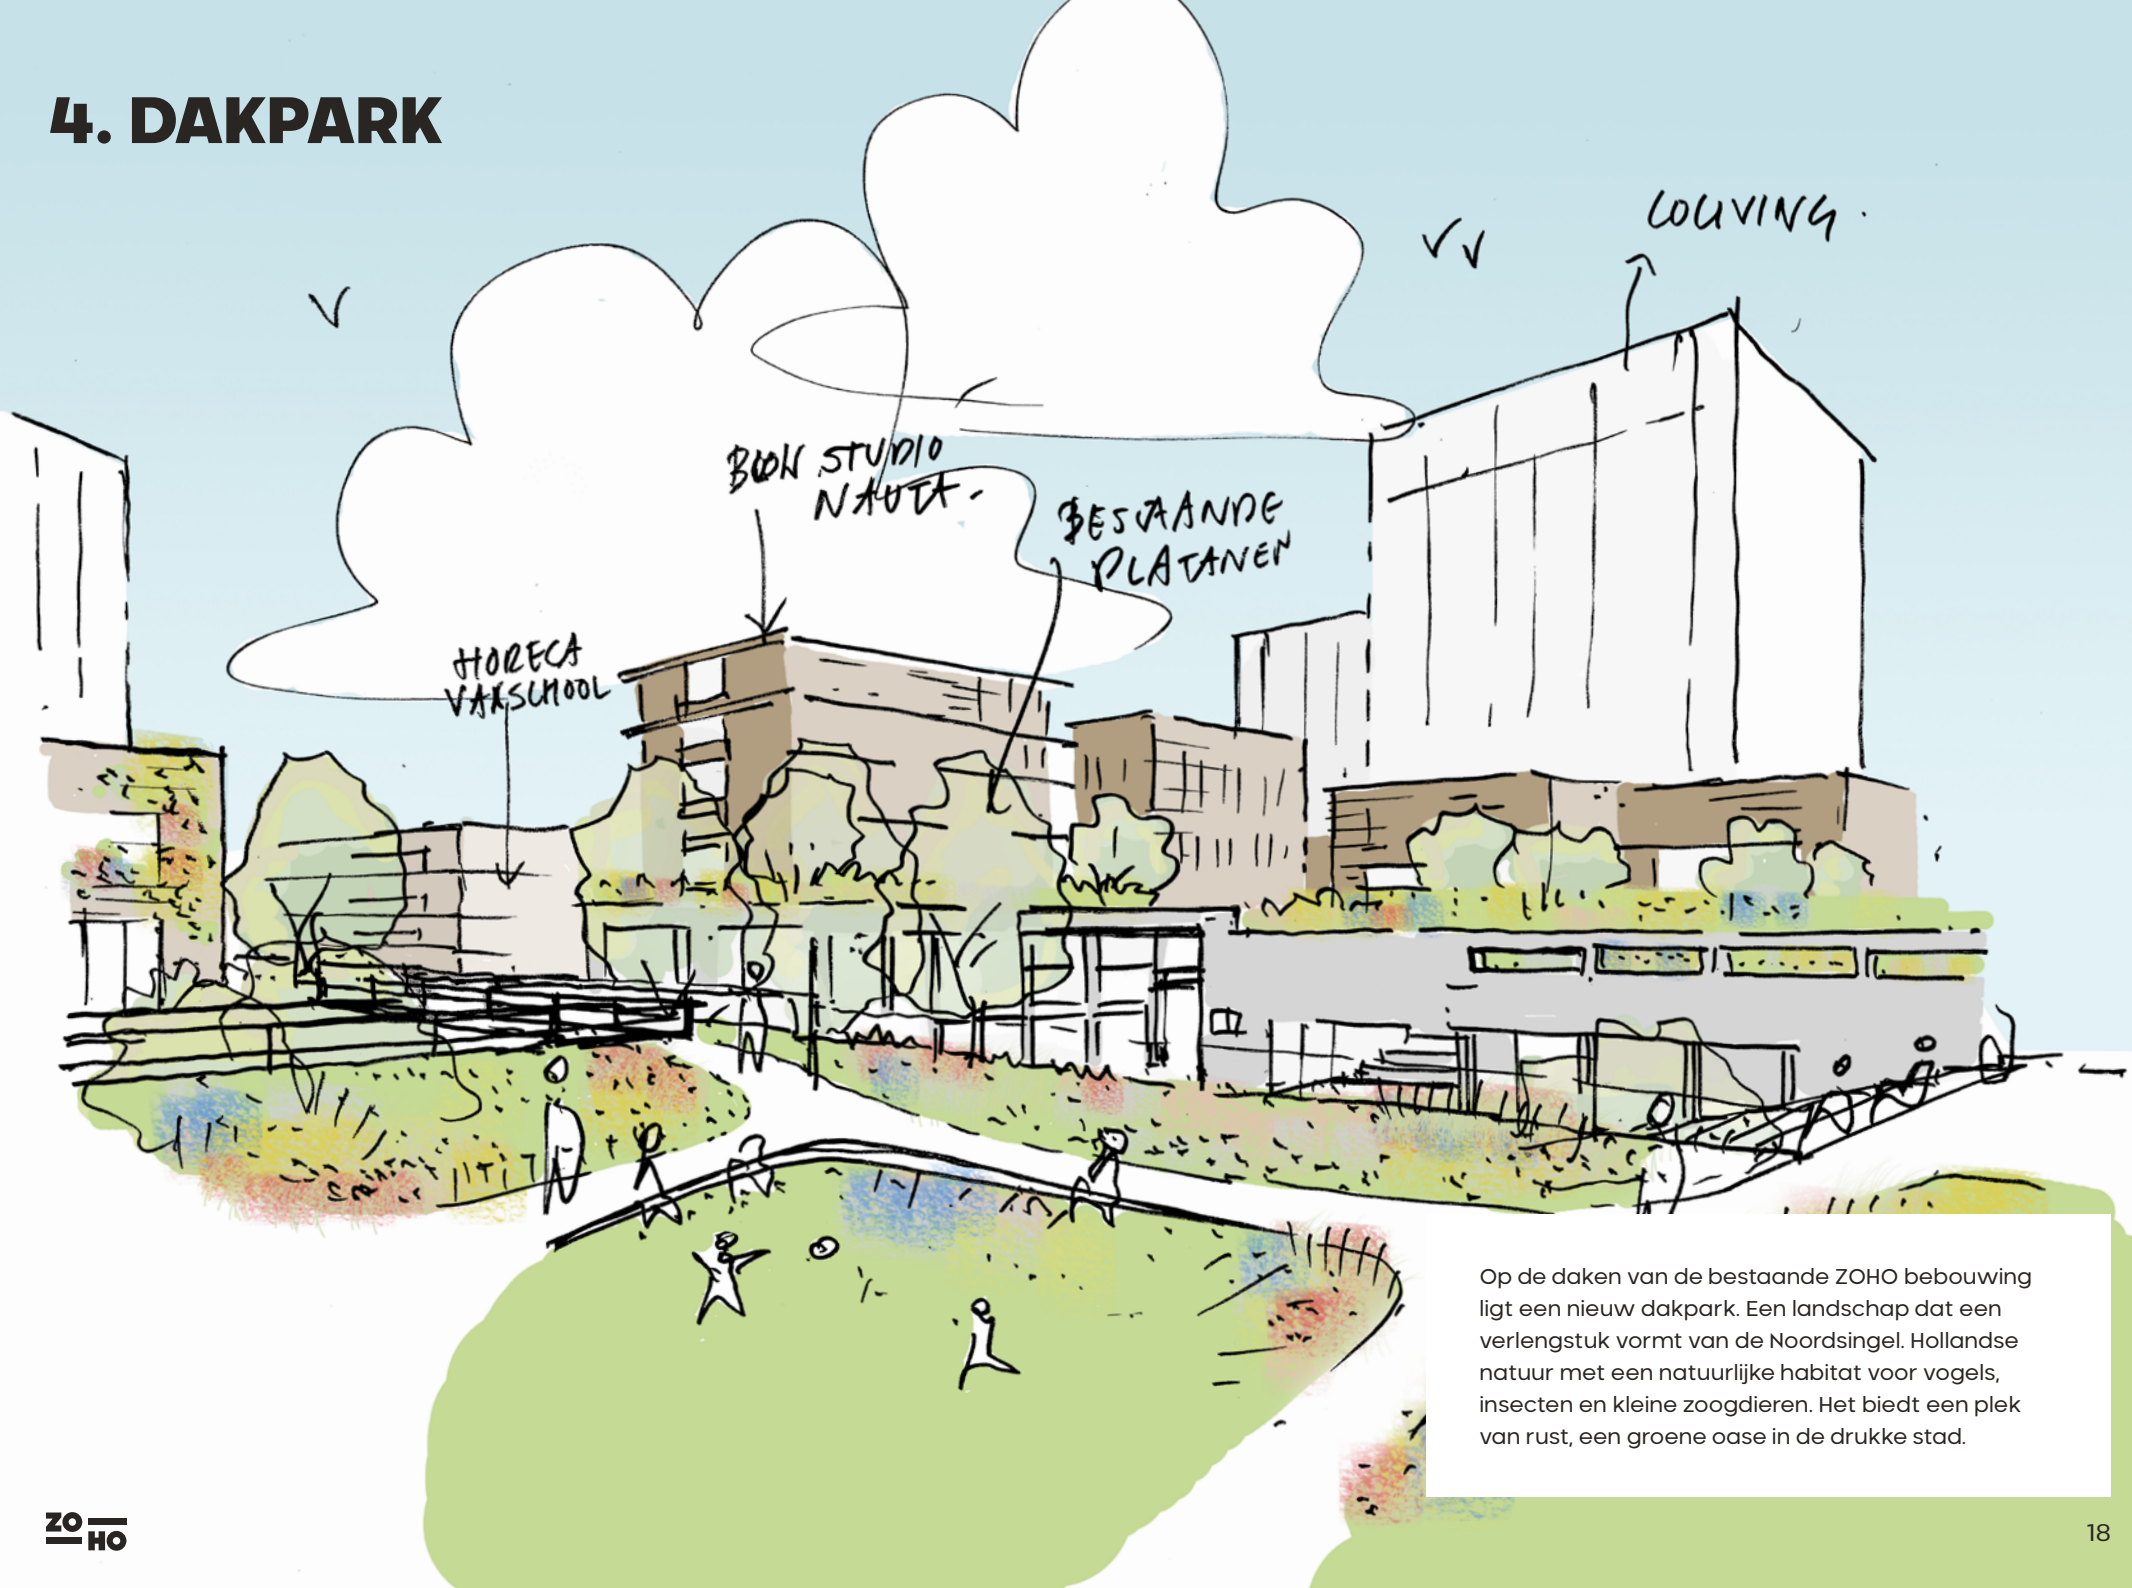 4. DAKPARK
COLIVING.
STUDIO
NAUTA.
BESTAANDE
PLATANEN
HORECA
VAKSCHOOL
Op de daken van de bestaande ZOHO bebouwing
ligt een nieuw dakpark. Een landschap dat een
verlengstuk vormt van de Noordsingel. Hollandse
natuur met een natuurlijke habitat voor vogels,
insecten en kleine zoogdieren. Het biedt een plek
van rust, een groene oase in de drukke stad.
ZO
HO
18